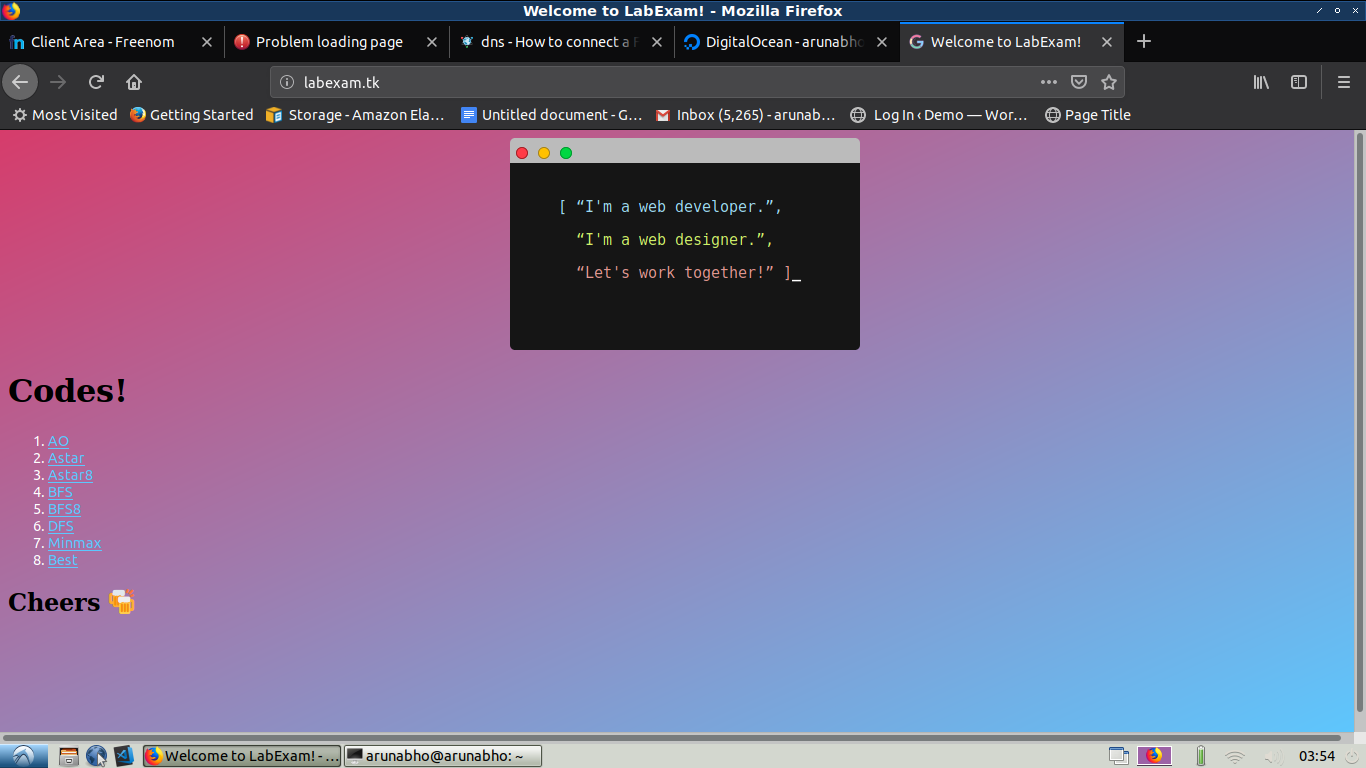 Welcome to LabExam! - Mozilla Firefox
Client Area - Freenom
Problem loading page
dns - How to connect a F
DigitalOcean - arunabho
Welcome to LabExam!
labexam.tk
Most Visited
Getting Started
Storage - Amazon Ela…
Untitled document - G…
Inbox (5,265) - arunab…
Log In ‹ Demo — Wor…
Page Title
[ “I'm a web developer.”,
“I'm a web designer.”,
“Let's work together!” ]_
Codes!
1. AO
2. Astar
3. Astar8
4. BFS
5. BFS8
6. DFS
7. Minmax
8. Best
Cheers 🍻
Welcome to LabExam! - ...
arunabho@arunabho: ~
03:54